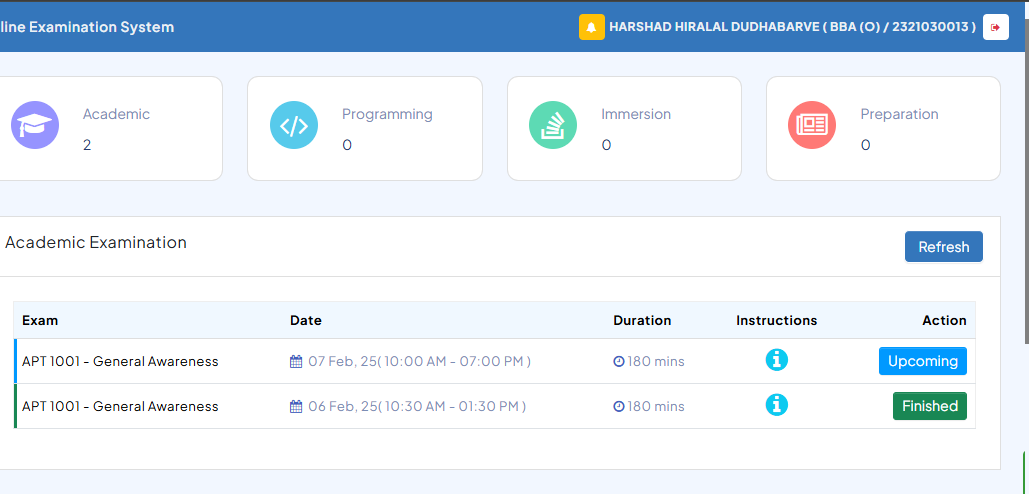 line Examination System
HARSHAD HIRALAL DUDHABARVE ( BBA (O) / 2321030013 )
Academic
2
Programming
0
Immersion
0
Preparation
0
Academic Examination
Refresh
Exam Date Duration Instructions Action
APT 1001 - General Awareness 07 Feb, 25( 10:00 AM - 07:00 PM ) 180 mins Upcoming
APT 1001 - General Awareness 06 Feb, 25( 10:30 AM - 01:30 PM ) 180 mins Finished